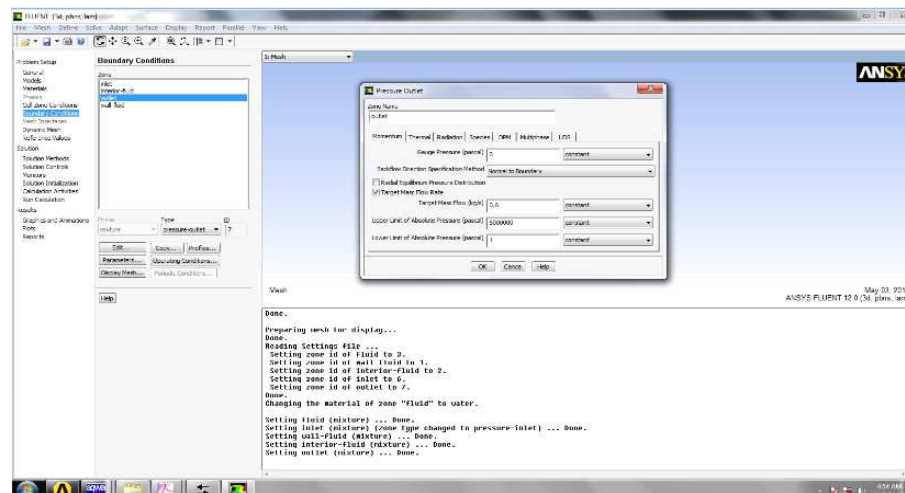 FLUENT [3d, pbns, lam]
File Mesh Define Solve Adapt Surface Display Report Parallel View Help
Problem Setup
General
Models
Materials
Phases
Cell Zone Conditions
Boundary Conditions
Mesh Interfaces
Dynamic Mesh
Reference Values
Solution
Solution Methods
Solution Controls
Monitors
Solution Initialization
Calculation Activities
Run Calculation
Results
Graphics and Animations
Plots
Reports
Boundary Conditions
Zone
inlet
interior-fluid
outlet
wall-fluid
Phase Type ID
mixture pressure-outlet 7
Edit... Copy... Profiles...
Parameters... Operating Conditions...
Display Mesh... Periodic Conditions...
Help
1: Mesh
ANSYS
Pressure Outlet
Zone Name
outlet
Momentum Thermal Radiation Species DPM Multiphase UDS
Gauge Pressure (pascal) 0 constant
Backflow Direction Specification Method Normal to Boundary
Radial Equilibrium Pressure Distribution
Target Mass Flow Rate
Target Mass Flow (kg/s) 0.6 constant
Upper Limit of Absolute Pressure (pascal) 5000000 constant
Lower Limit of Absolute Pressure (pascal) 1 constant
OK Cancel Help
Mesh
May 03, 201
ANSYS FLUENT 12.0 [3d, pbns, lam
Done.
Preparing mesh for display...
Done.
Reading Settings file ...
Setting zone id of fluid to 3.
Setting zone id of wall-fluid to 1.
Setting zone id of interior-fluid to 2.
Setting zone id of inlet to 6.
Setting zone id of outlet to 7.
Done.
Changing the material of zone "fluid" to water.
Setting fluid (mixture) ... Done.
Setting inlet (mixture) (zone type changed to pressure-inlet) ... Done.
Setting wall-fluid (mixture) ... Done.
Setting interior-fluid (mixture) ... Done.
Setting outlet (mixture) ... Done.
aqwa